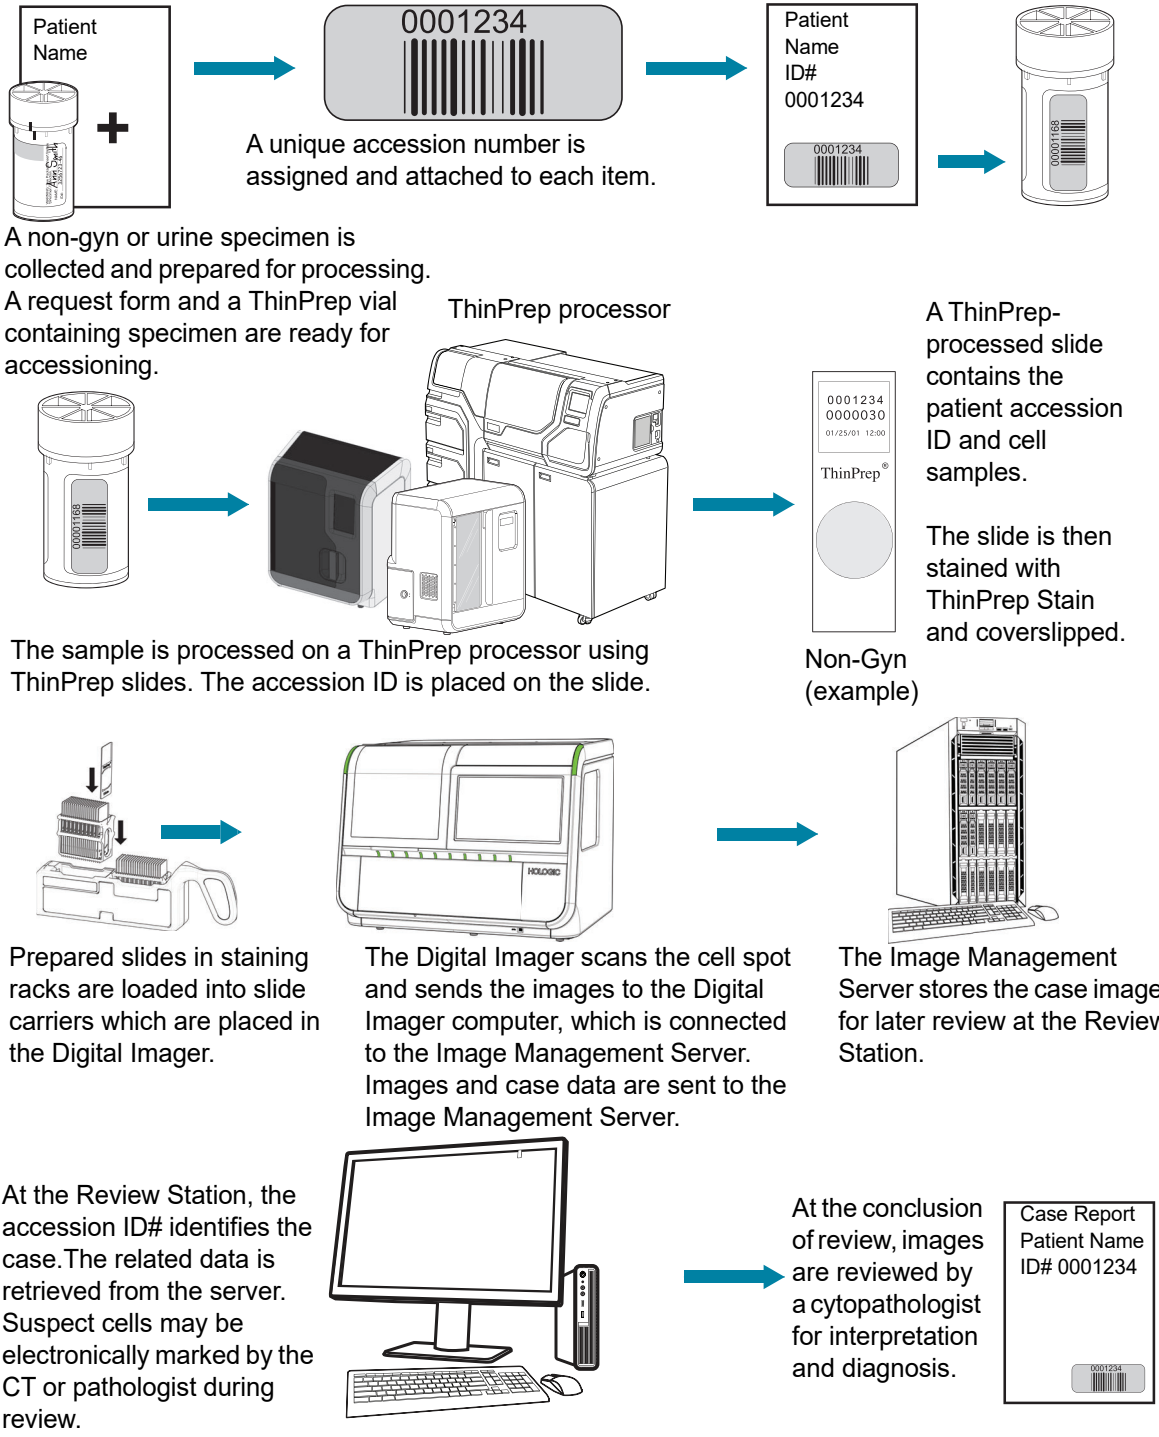 Patient
Name
0001234
A unique accession number is
assigned and attached to each item.
Patient
Name
ID#
0001234
0001234
00001168
Ann Smith
A non-gyn or urine specimen is
collected and prepared for processing.
A request form and a ThinPrep vial
containing specimen are ready for
accessioning.
ThinPrep processor
00001168
The sample is processed on a ThinPrep processor using
ThinPrep slides. The accession ID is placed on the slide.
0001234
0000030
01/25/01 12:00
ThinPrep®
Non-Gyn
(example)
A ThinPrep-
processed slide
contains the
patient accession
ID and cell
samples.
The slide is then
stained with
ThinPrep Stain
and coverslipped.
Prepared slides in staining
racks are loaded into slide
carriers which are placed in
the Digital Imager.
HOLOGIC
The Digital Imager scans the cell spot
and sends the images to the Digital
Imager computer, which is connected
to the Image Management Server.
Images and case data are sent to the
Image Management Server.
The Image Management
Server stores the case image
for later review at the Review
Station.
At the Review Station, the
accession ID# identifies the
case.The related data is
retrieved from the server.
Suspect cells may be
electronically marked by the
CT or pathologist during
review.
At the conclusion
of review, images
are reviewed by
a cytopathologist
for interpretation
and diagnosis.
Case Report
Patient Name
ID# 0001234
0001234